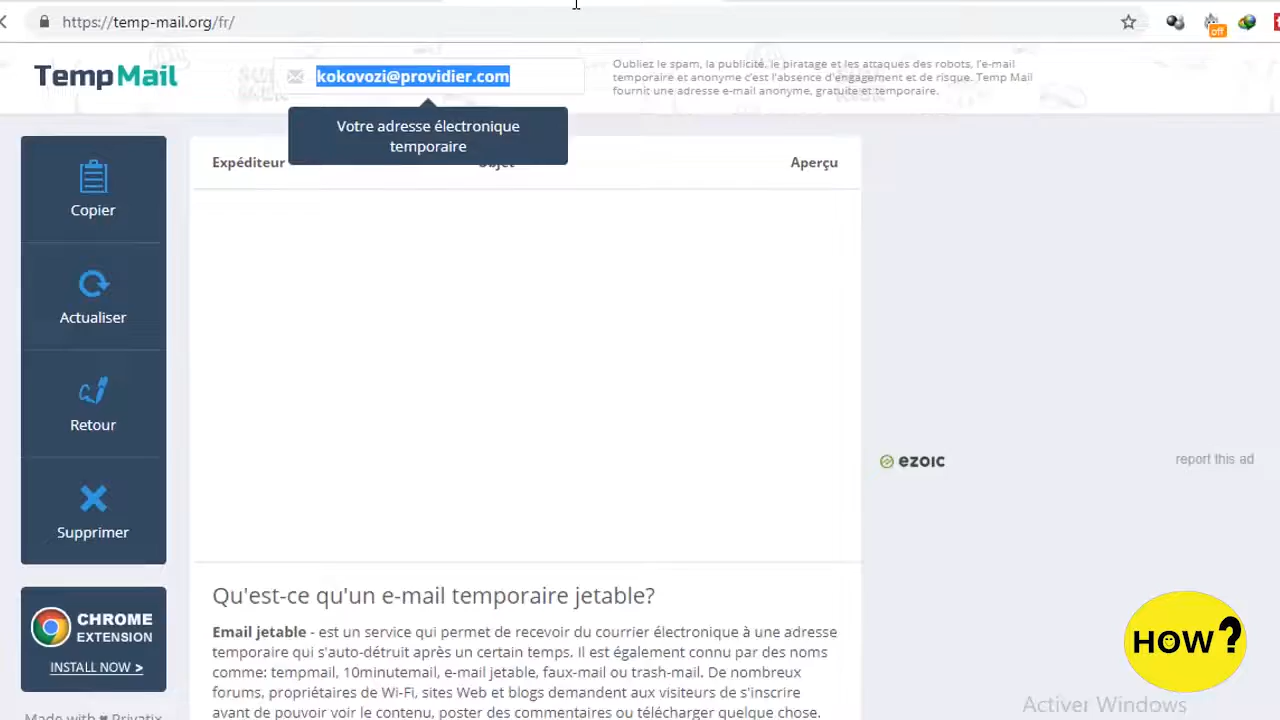 https://temp-mail.org/fr/
off
TempMail
kokovozi@providier.com
Oubliez le spam, la publicité, le piratage et les attaques des robots, l'e-mail
temporaire et anonyme c'est l'absence d'engagement et de risque. Temp Mail
fournit une adresse e-mail anonyme, gratuite et temporaire.
Votre adresse électronique
temporaire
Expéditeur
Objet
Aperçu
Copier
Actualiser
Retour
Supprimer
ezoic
report this ad
CHROME
EXTENSION
INSTALL NOW >
Made with ♥ Privatix
Qu'est-ce qu'un e-mail temporaire jetable?
Email jetable - est un service qui permet de recevoir du courrier électronique à une adresse
temporaire qui s'auto-détruit après un certain temps. Il est également connu par des noms
comme: tempmail, 10minutemail, e-mail jetable, faux-mail ou trash-mail. De nombreux
forums, propriétaires de Wi-Fi, sites Web et blogs demandent aux visiteurs de s'inscrire
avant de pouvoir voir le contenu, poster des commentaires ou télécharger quelque chose.
HOW?
Activer Windows